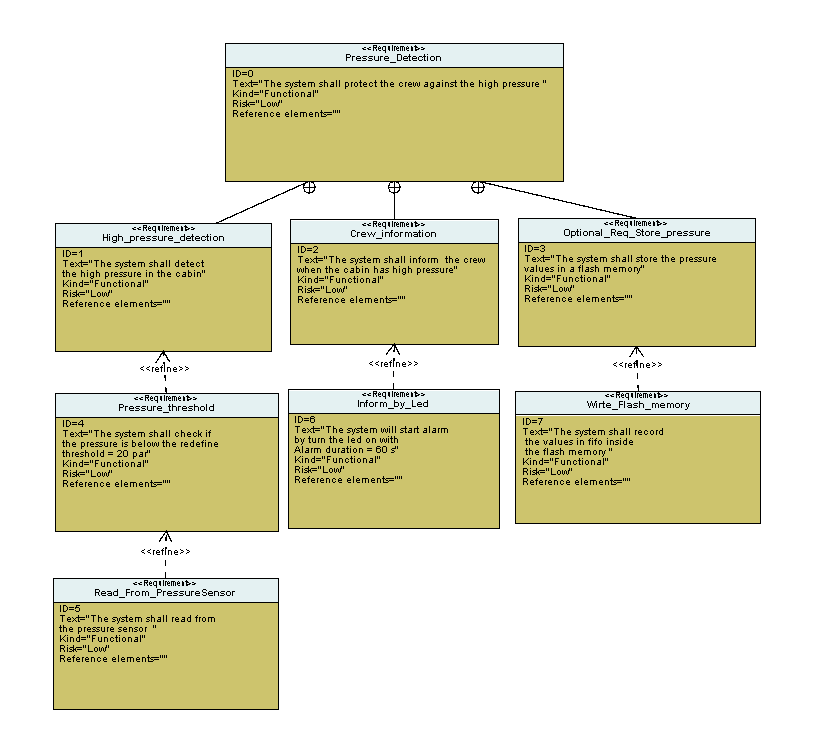 <<Requirement>>
Pressure_Detection
ID=0
Text="The system shall protect the crew against the high pressure "
Kind="Functional"
Risk="Low"
Reference elements=""
<<Requirement>>
High_pressure_detection
ID=1
Text="The system shall detect
the high pressure in the cabin"
Kind="Functional"
Risk="Low"
Reference elements=""
<<Requirement>>
Crew_information
ID=2
Text="The system shall inform  the crew
when the cabin has high pressure"
Kind="Functional"
Risk="Low"
Reference elements=""
<<Requirement>>
Optional_Req_Store_pressure
ID=3
Text="The system shall store the pressure
values in a flash memory"
Kind="Functional"
Risk="Low"
Reference elements=""
<<refine>>
<<refine>>
<<refine>>
<<Requirement>>
Pressure_threshold
ID=4
Text="The system shall check if
the pressure is below the redefine
threshold = 20 par"
Kind="Functional"
Risk="Low"
Reference elements=""
<<Requirement>>
Inform_by_Led
ID=6
Text="The system will start alarm
by turn the led on with
Alarm duration = 60 s"
Kind="Functional"
Risk="Low"
Reference elements=""
<<Requirement>>
Wirte_Flash_memory
ID=7
Text="The system shall record
the values in fifo inside
the flash memory "
Kind="Functional"
Risk="Low"
Reference elements=""
<<refine>>
<<Requirement>>
Read_From_PressureSensor
ID=5
Text="The system shall read from
the pressure sensor  "
Kind="Functional"
Risk="Low"
Reference elements=""